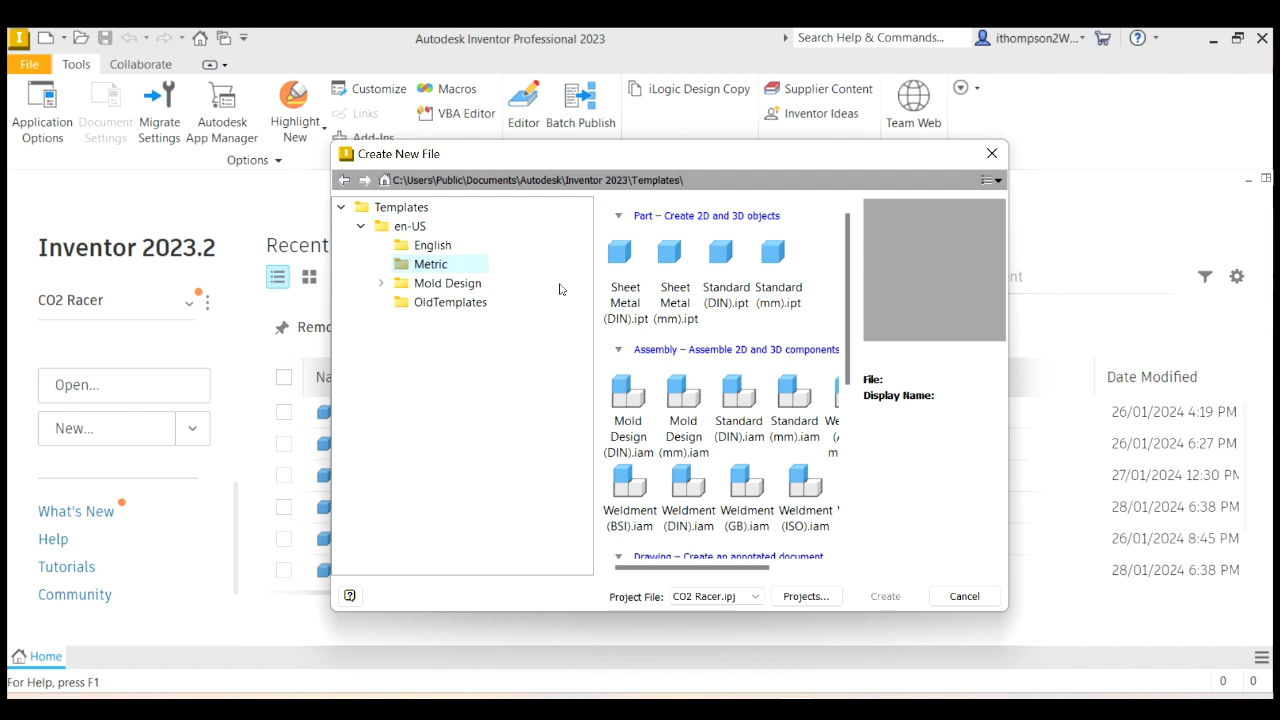 I
Autodesk Inventor Professional 2023
Search Help & Commands...
ithompson2W...
File
Tools
Collaborate
Application Options
Document Settings
Migrate Settings
Autodesk App Manager
Highlight New
Customize
Links
Add-Ins
Macros
VBA Editor
Editor
Batch Publish
iLogic Design Copy
Supplier Content
Inventor Ideas
Team Web
Options
Create New File
C:\Users\Public\Documents\Autodesk\Inventor 2023\Templates\
Templates
en-US
English
Metric
Mold Design
OldTemplates
Part – Create 2D and 3D objects
Sheet Metal (DIN).ipt
Sheet Metal (mm).ipt
Standard (DIN).ipt
Standard (mm).ipt
Assembly – Assemble 2D and 3D components
Mold Design (DIN).iam
Mold Design (mm).iam
Standard (DIN).iam
Standard (mm).iam
Weldment (BSI).iam
Weldment (DIN).iam
Weldment (GB).iam
Weldment (ISO).iam
Drawing – Create an annotated document
File:
Display Name:
Project File:
CO2 Racer.ipj
Projects...
Create
Cancel
Inventor 2023.2
CO2 Racer
Open...
New...
What's New
Help
Tutorials
Community
Recent
Date Modified
26/01/2024 4:19 PM
26/01/2024 6:27 PM
27/01/2024 12:30 PM
28/01/2024 6:38 PM
26/01/2024 8:45 PM
28/01/2024 6:38 PM
Home
For Help, press F1
0
0